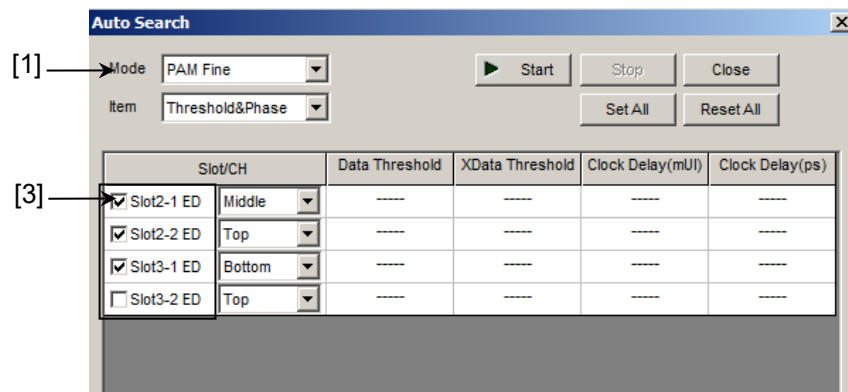 Auto Search
[1] Mode PAM Fine Start Stop Close
Item Threshold&Phase Set All Reset All
Slot/CH Data Threshold XData Threshold Clock Delay(mUI) Clock Delay(ps)
[3] Slot2-1 ED Middle ----- ----- ----- -----
Slot2-2 ED Top ----- ----- ----- -----
Slot3-1 ED Bottom ----- ----- ----- -----
Slot3-2 ED Top ----- ----- ----- -----